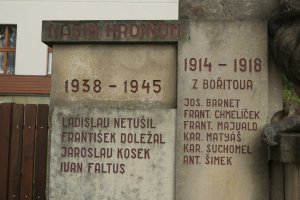 NAŠIM HRDINŮM
1938 - 1945
LADISLAV NETUŠIL
FRANTIŠEK DOLEŽAL
JAROSLAV KOSEK
IVAN FALTUS
1914 - 1918
Z BOŘITOVA
JOS. BARNET
FRANT. CHMELÍČEK
FRANT. MAJVALD
KAR. MATYÁŠ
KAR. SUCHOMEL
ANT. ŠIMEK